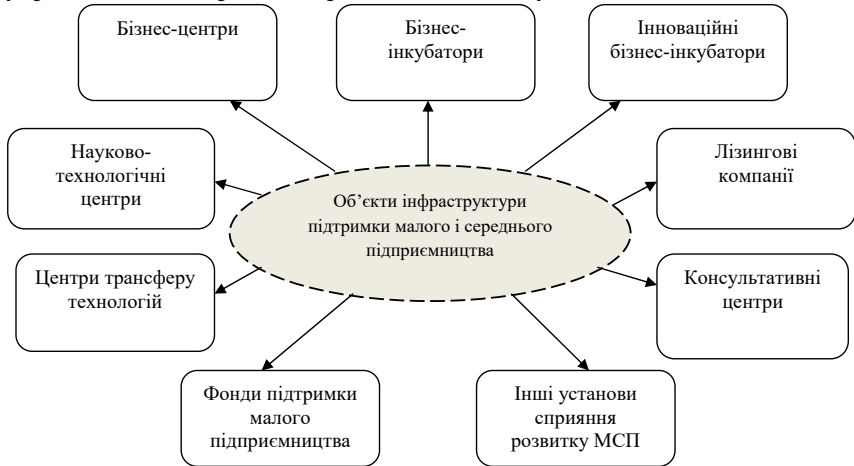 Бізнес-центри
Бізнес-
інкубатори
Інноваційні
бізнес-інкубатори
Науково-
технологічні
центри
Об’єкти інфраструктури
підтримки малого і середнього
підприємництва
Лізингові
компанії
Центри трансферу
технологій
Консультативні
центри
Фонди підтримки
малого
підприємництва
Інші установи
сприяння
розвитку МСП